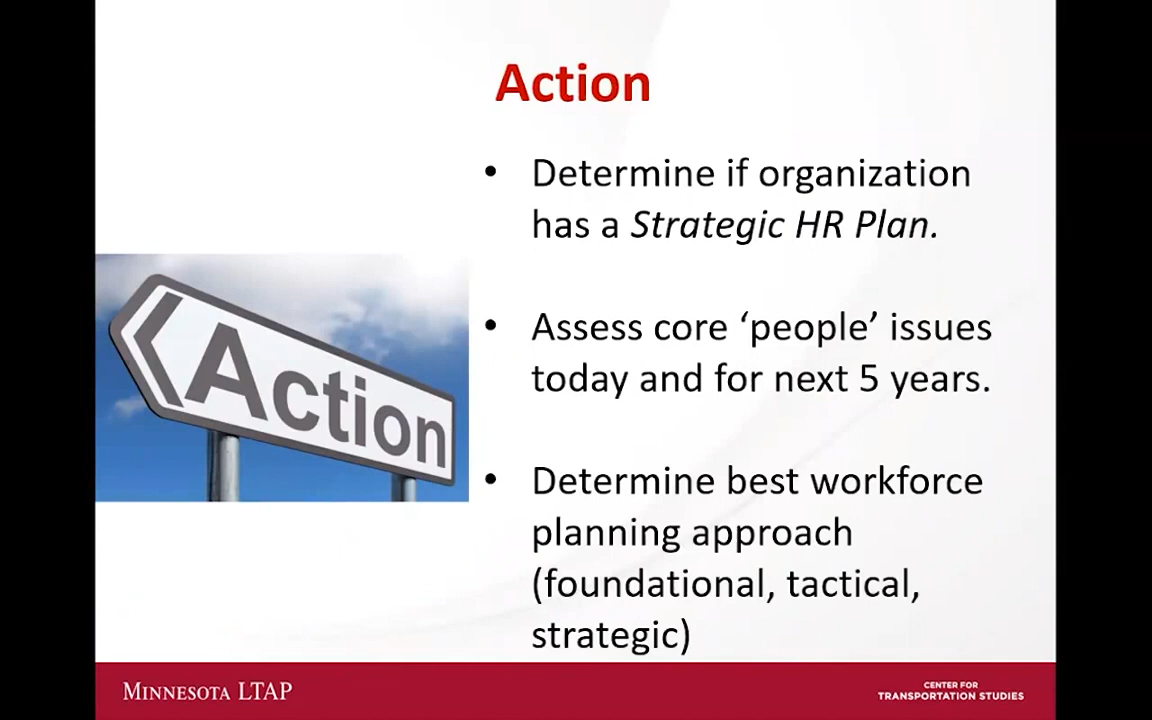 Action
• Determine if organization
has a Strategic HR Plan.
• Assess core ‘people’ issues
today and for next 5 years.
• Determine best workforce
planning approach
(foundational, tactical,
strategic)
Action
MINNESOTA LTAP
CENTER FOR
TRANSPORTATION STUDIES